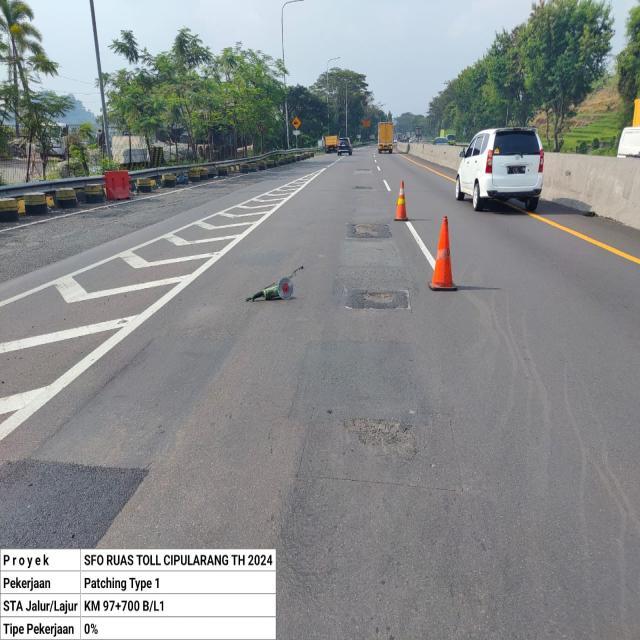 Proyek SFO RUAS TOLL CIPULARANG TH 2024
Pekerjaan Patching Type 1
STA Jalur/Lajur KM 97+700 B/L1
Tipe Pekerjaan 0%